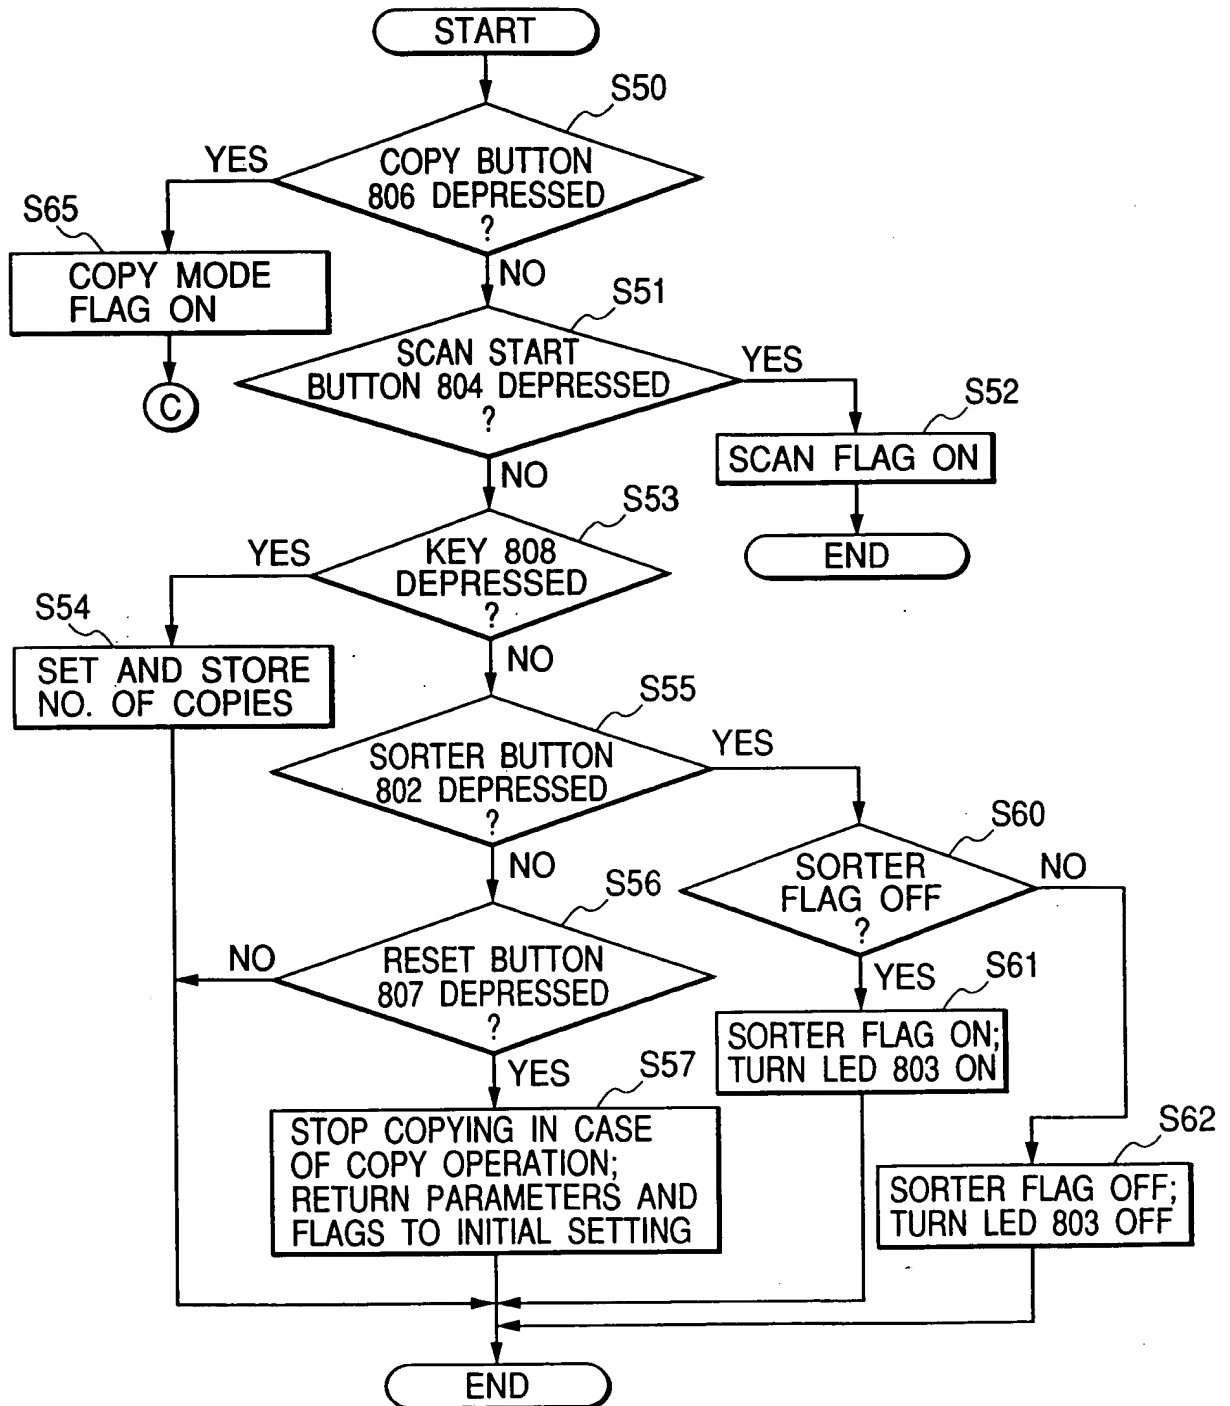 START
S50
COPY BUTTON
806 DEPRESSED
?
YES
NO
S65
COPY MODE
FLAG ON
C
S51
SCAN START
BUTTON 804 DEPRESSED
?
YES
NO
S52
SCAN FLAG ON
END
S53
KEY 808
DEPRESSED
?
YES
NO
S54
SET AND STORE
NO. OF COPIES
S55
SORTER BUTTON
802 DEPRESSED
?
YES
NO
S60
SORTER
FLAG OFF
?
NO
YES
S56
RESET BUTTON
807 DEPRESSED
?
NO
YES
S61
SORTER FLAG ON;
TURN LED 803 ON
S57
STOP COPYING IN CASE
OF COPY OPERATION;
RETURN PARAMETERS AND
FLAGS TO INITIAL SETTING
S62
SORTER FLAG OFF;
TURN LED 803 OFF
END